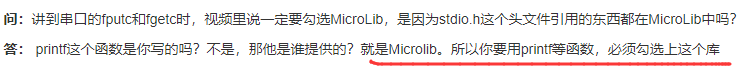 问：讲到串口的fputc和fgetc时，视频里说一定要勾选MicroLib，是因为stdio.h这个头文件引用的东西都在MicroLib中吗？
答： printf这个函数是你写的吗？不是，那他是谁提供的？就是Microlib。所以你要用printf等函数，必须勾选上这个库